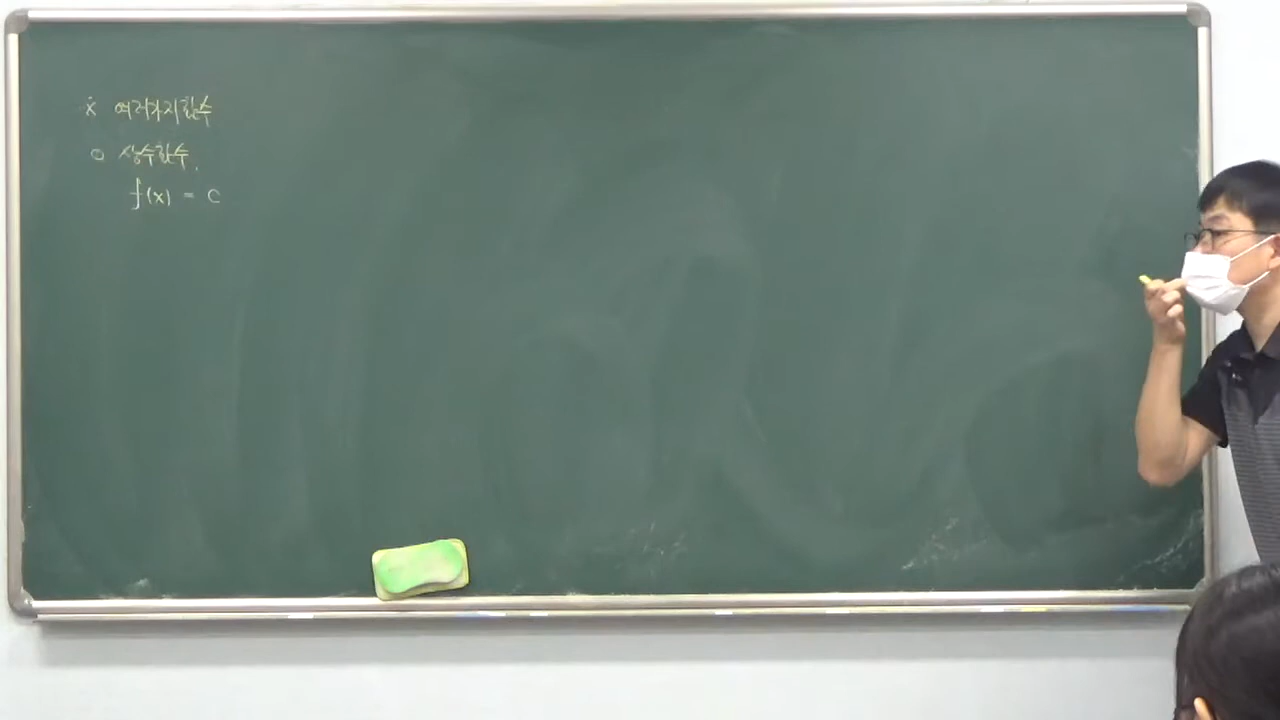 ※ 여러가지함수
○ 상수함수.
f(x) = c